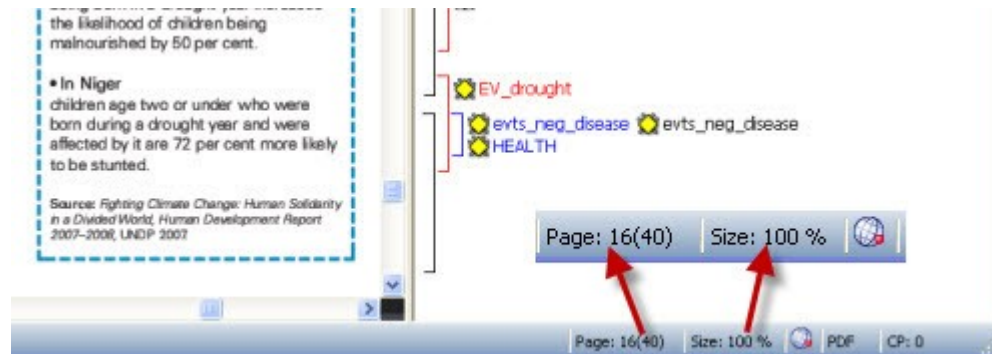 the likelihood of children being
malnourished by 50 per cent.
• In Niger
children age two or under who were
born during a drought year and were
affected by it are 72 per cent more likely
to be stunted.
Source: Fighting Climate Change: Human Solidarity
in a Divided World, Human Development Report
2007–2008, UNDP 2007
EV_drought
evts_neg_disease evts_neg_disease
HEALTH
Page: 16(40) Size: 100 %
Page: 16(40) Size: 100 % PDF CP: 0